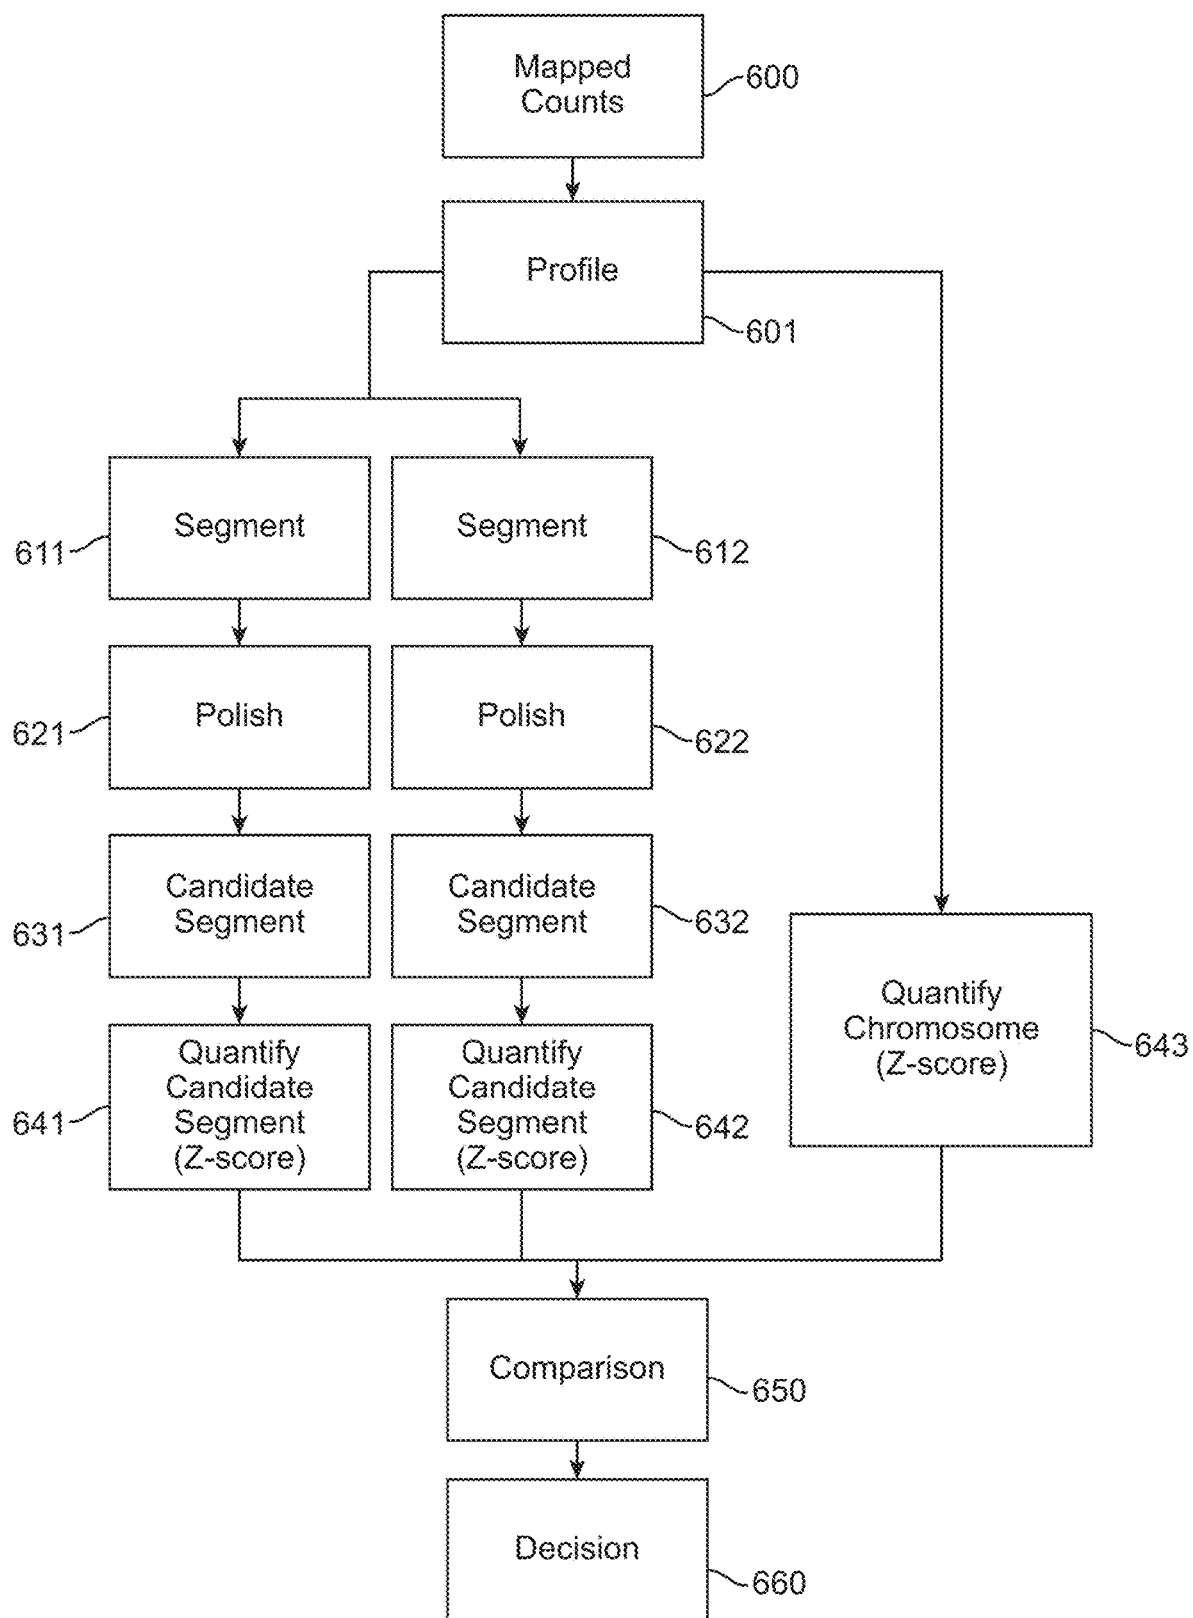 Mapped
Counts
600
Profile
601
Segment
611
Segment
612
Polish
621
Polish
622
Candidate
Segment
631
Candidate
Segment
632
Quantify
Chromosome
(Z-score)
643
Quantify
Candidate
Segment
(Z-score)
641
Quantify
Candidate
Segment
(Z-score)
642
Comparison
650
Decision
660